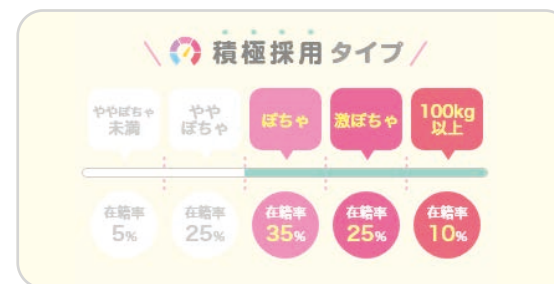 積極採用タイプ
ややぽちゃ
未満
やや
ぽちゃ
ぽちゃ
激ぽちゃ
100kg
以上
在籍率
5%
在籍率
25%
在籍率
35%
在籍率
25%
在籍率
10%